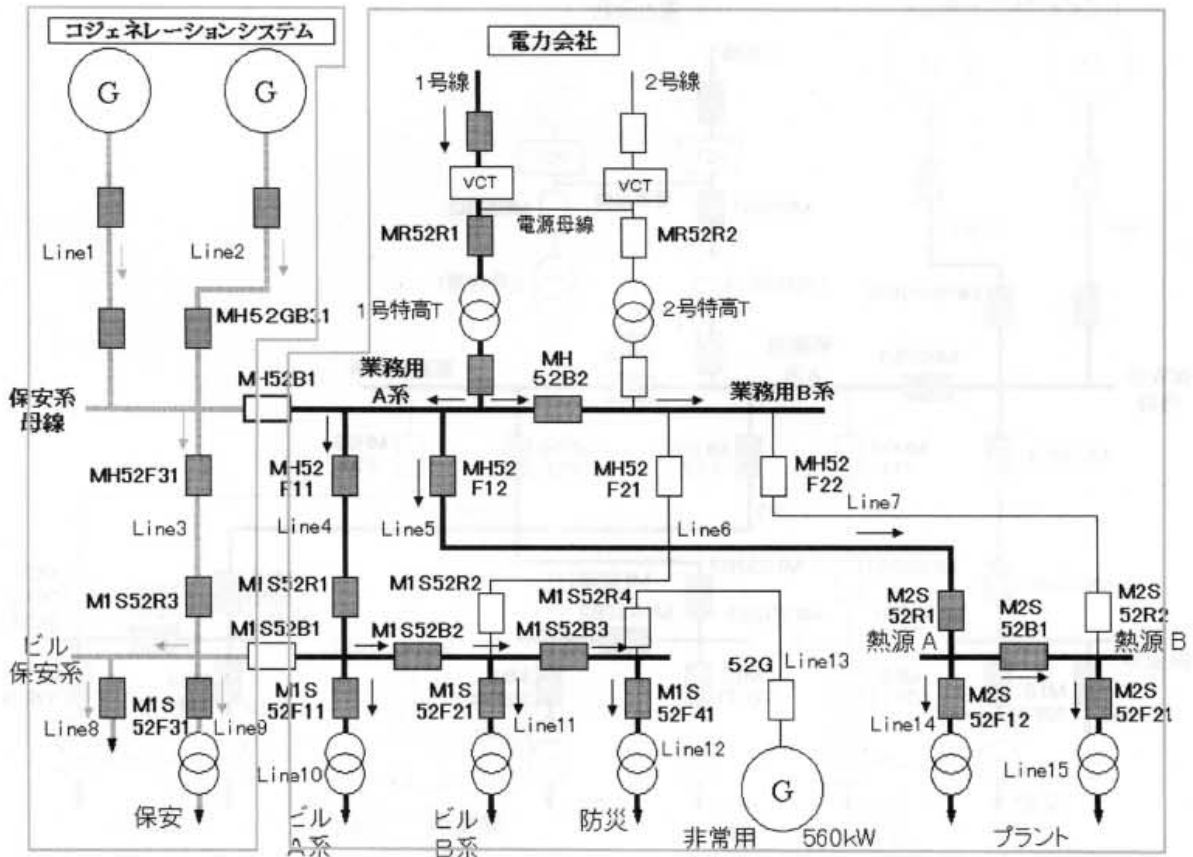 コジェネレーションシステム
電力会社
G
G
1号線
2号線
VCT
VCT
電源母線
MR52R1
MR52R2
Line1
Line2
1号特高T
2号特高T
MH52GB31
業務用
A系
MH
52B2
業務用B系
MH52B1
保安系
母線
MH52F31
MH52
F11
MH52
F12
MH52
F21
MH52
F22
Line3
Line4
Line5
Line6
Line7
M1S52R3
M1S52R1
M1S52R2
M1S52R4
M2S
52R1
M2S
52R2
M1S52B1
M1S52B2
M1S52B3
M2S
52B1
ビル
保安系
熱源 A
熱源 B
52G
Line13
M1S
52F31
M1S
52F11
M1S
52F21
M1S
52F41
M2S
52F12
M2S
52F21
Line8
Line9
Line10
Line11
Line12
Line14
Line15
G
保安
ビル
A系
ビル
B系
防災
非常用
560kW
プラント